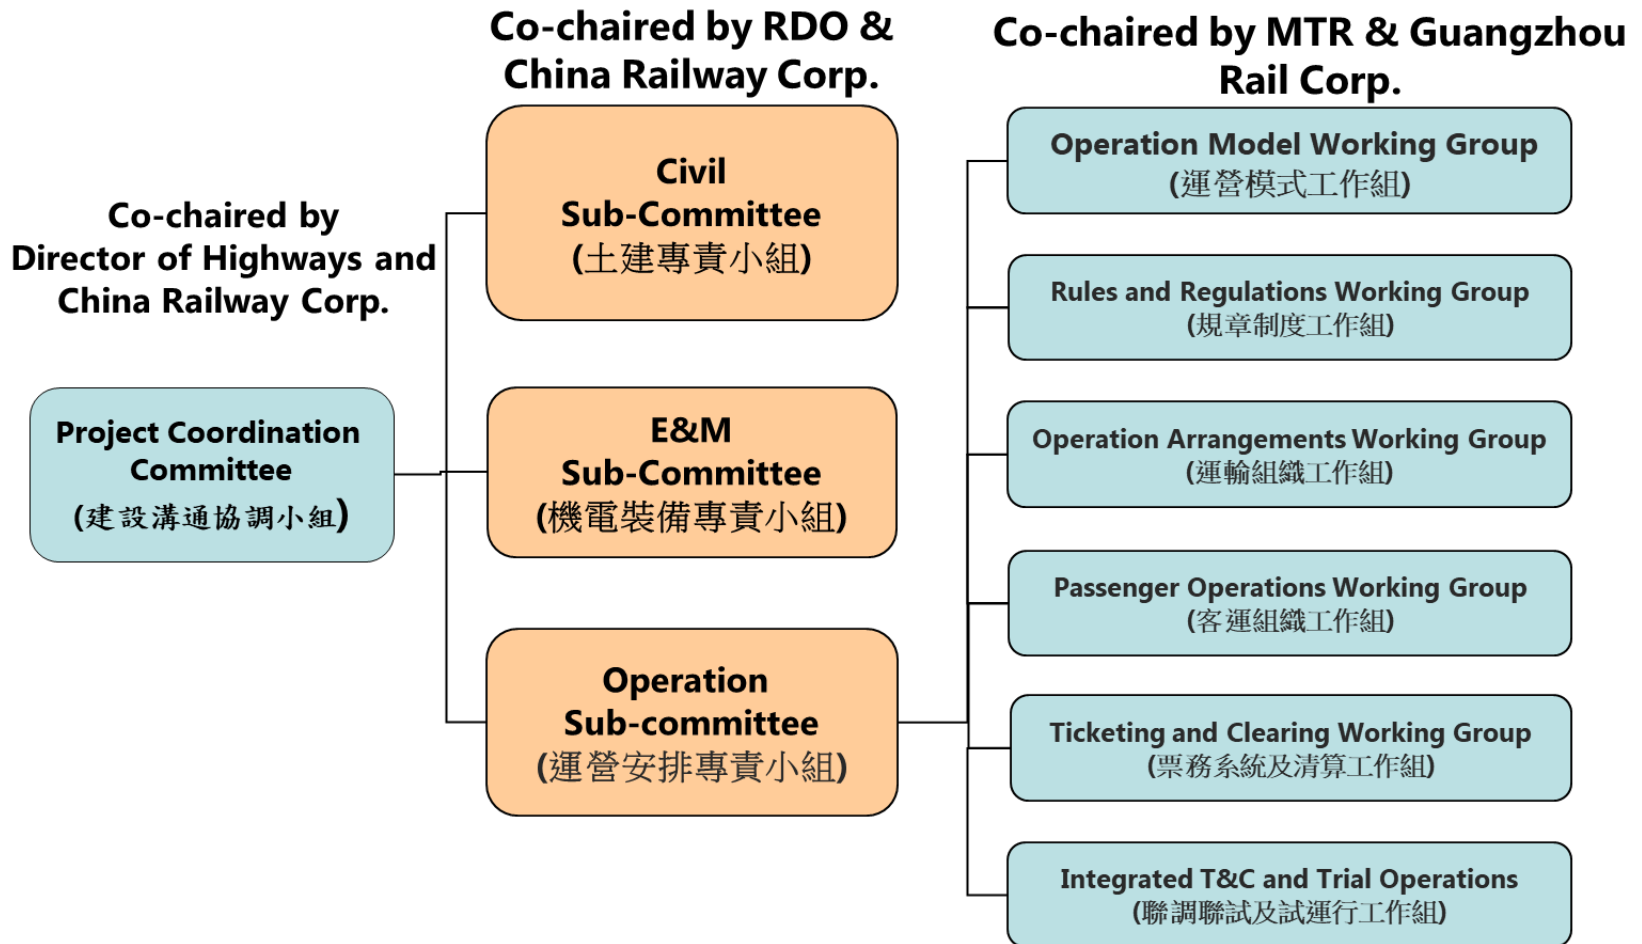 Co-chaired by
Director of Highways and
China Railway Corp.
Project Coordination
Committee
(建設溝通協調小組)
Co-chaired by RDO &
China Railway Corp.
Civil
Sub-Committee
(土建專責小組)
E&M
Sub-Committee
(機電裝備專責小組)
Operation
Sub-committee
(運營安排專責小組)
Co-chaired by MTR & Guangzhou
Rail Corp.
Operation Model Working Group
(運營模式工作組)
Rules and Regulations Working Group
(規章制度工作組)
Operation Arrangements Working Group
(運輸組織工作組)
Passenger Operations Working Group
(客運組織工作組)
Ticketing and Clearing Working Group
(票務系統及清算工作組)
Integrated T&C and Trial Operations
(聯調聯試及試運行工作組)